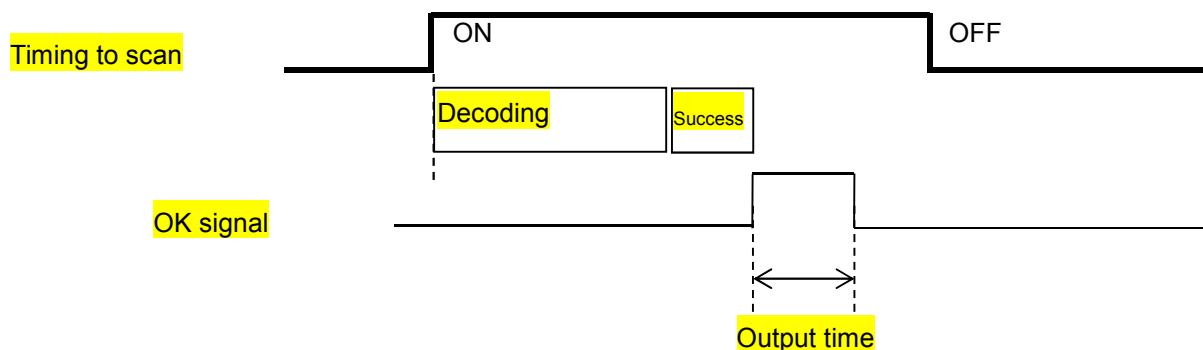 ON
OFF
Timing to scan
Decoding
Success
OK signal
Output time